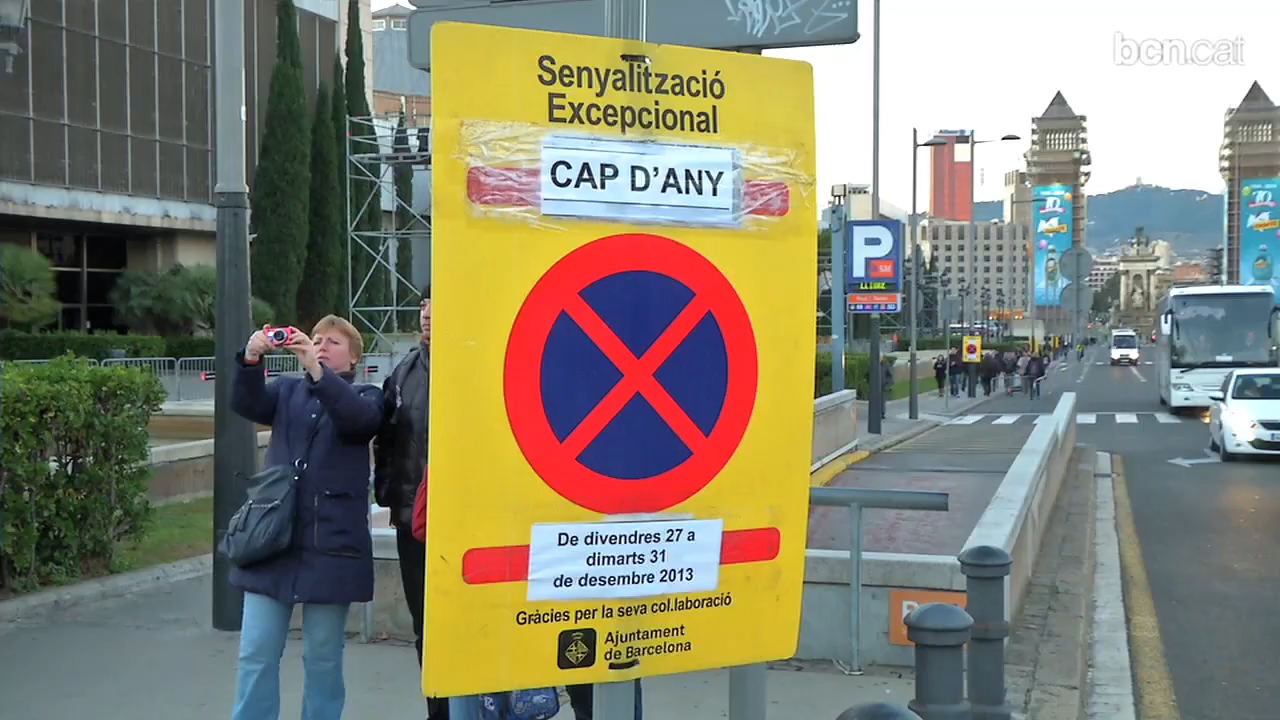 bcn.cat
Senyalització
Excepcional
CAP D'ANY
P
SM
De divendres 27 a
dimarts 31
de desembre 2013
Gràcies per la seva col.laboració
Ajuntament
de Barcelona